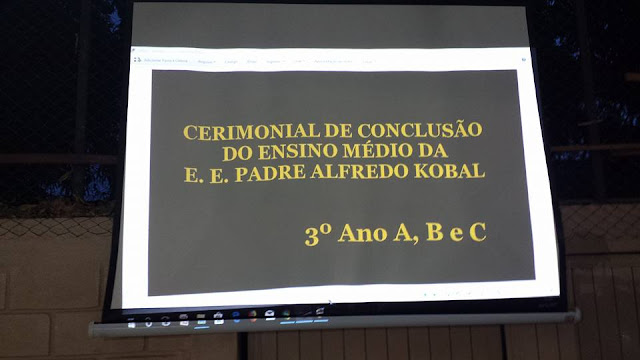 CERIMONIAL DE CONCLUSÃO
DO ENSINO MÉDIO DA
E. E. PADRE ALFREDO KOBAL
3º Ano A, B e C